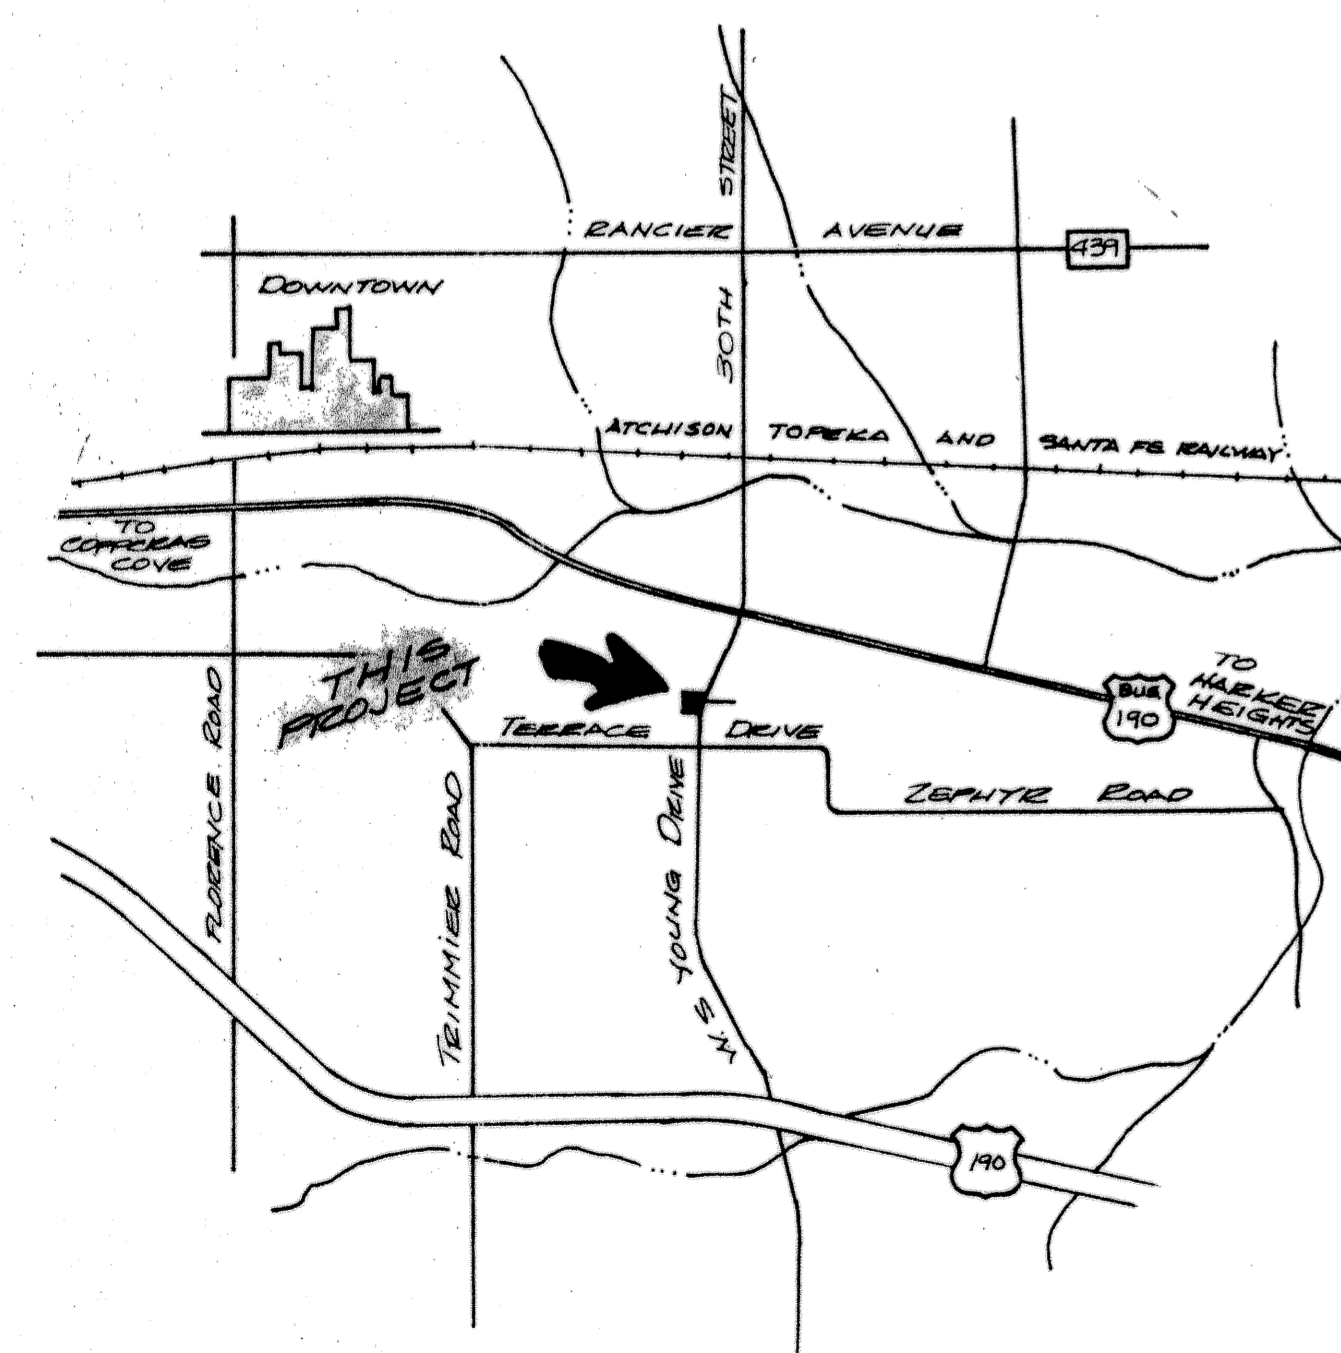 30TH STREET
RANCIER AVENUE
439
DOWNTOWN
ATCHISON TOPEKA AND SANTA FE RAILWAY
TO
COPPERAS
COVE
THIS
PROJECT
TO
HARKER
HEIGHTS
BUS
190
FLORENCE ROAD
TERRACE DRIVE
ZEPHYR ROAD
TRIMMIER ROAD
W. S. YOUNG DRIVE
190